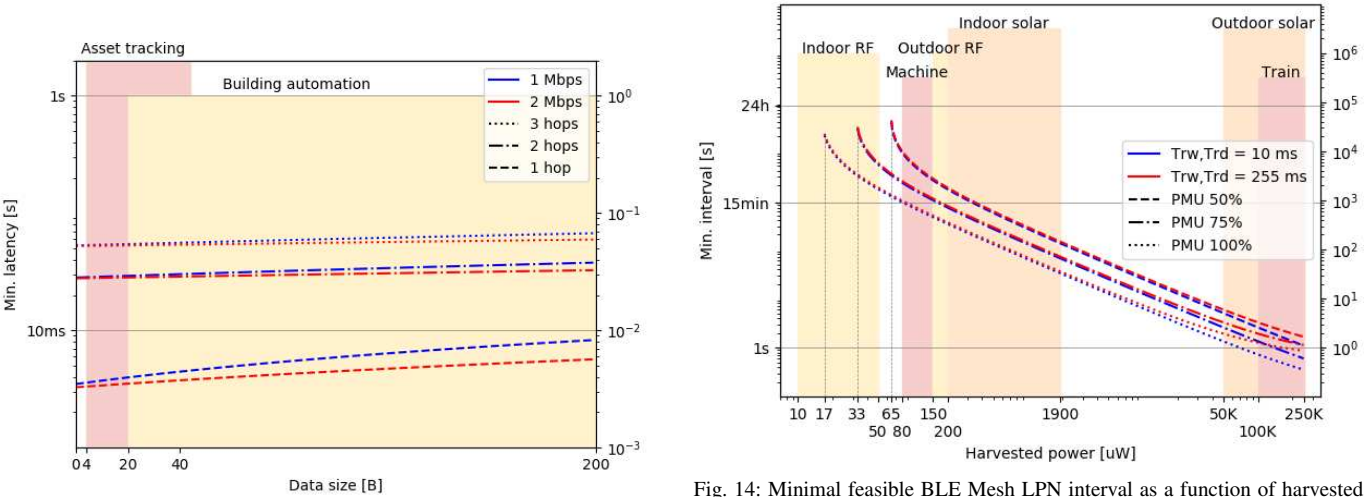 Asset tracking
Building automation
1 Mbps
2 Mbps
3 hops
2 hops
1 hop
1s
10ms
10^0
10^-1
10^-2
10^-3
Min. latency [s]
0 4 20 40 200
Data size [B]
Indoor solar
Outdoor solar
Indoor RF
Outdoor RF
Machine
Train
24h
15min
1s
10^6
10^5
10^4
10^3
10^2
10^1
10^0
Min. interval [s]
Trw,Trd = 10 ms
Trw,Trd = 255 ms
PMU 50%
PMU 75%
PMU 100%
10 17 33 65 150 1900 50K 250K
50 80 200 100K
Harvested power [uW]
Fig. 14: Minimal feasible BLE Mesh LPN interval as a function of harvested